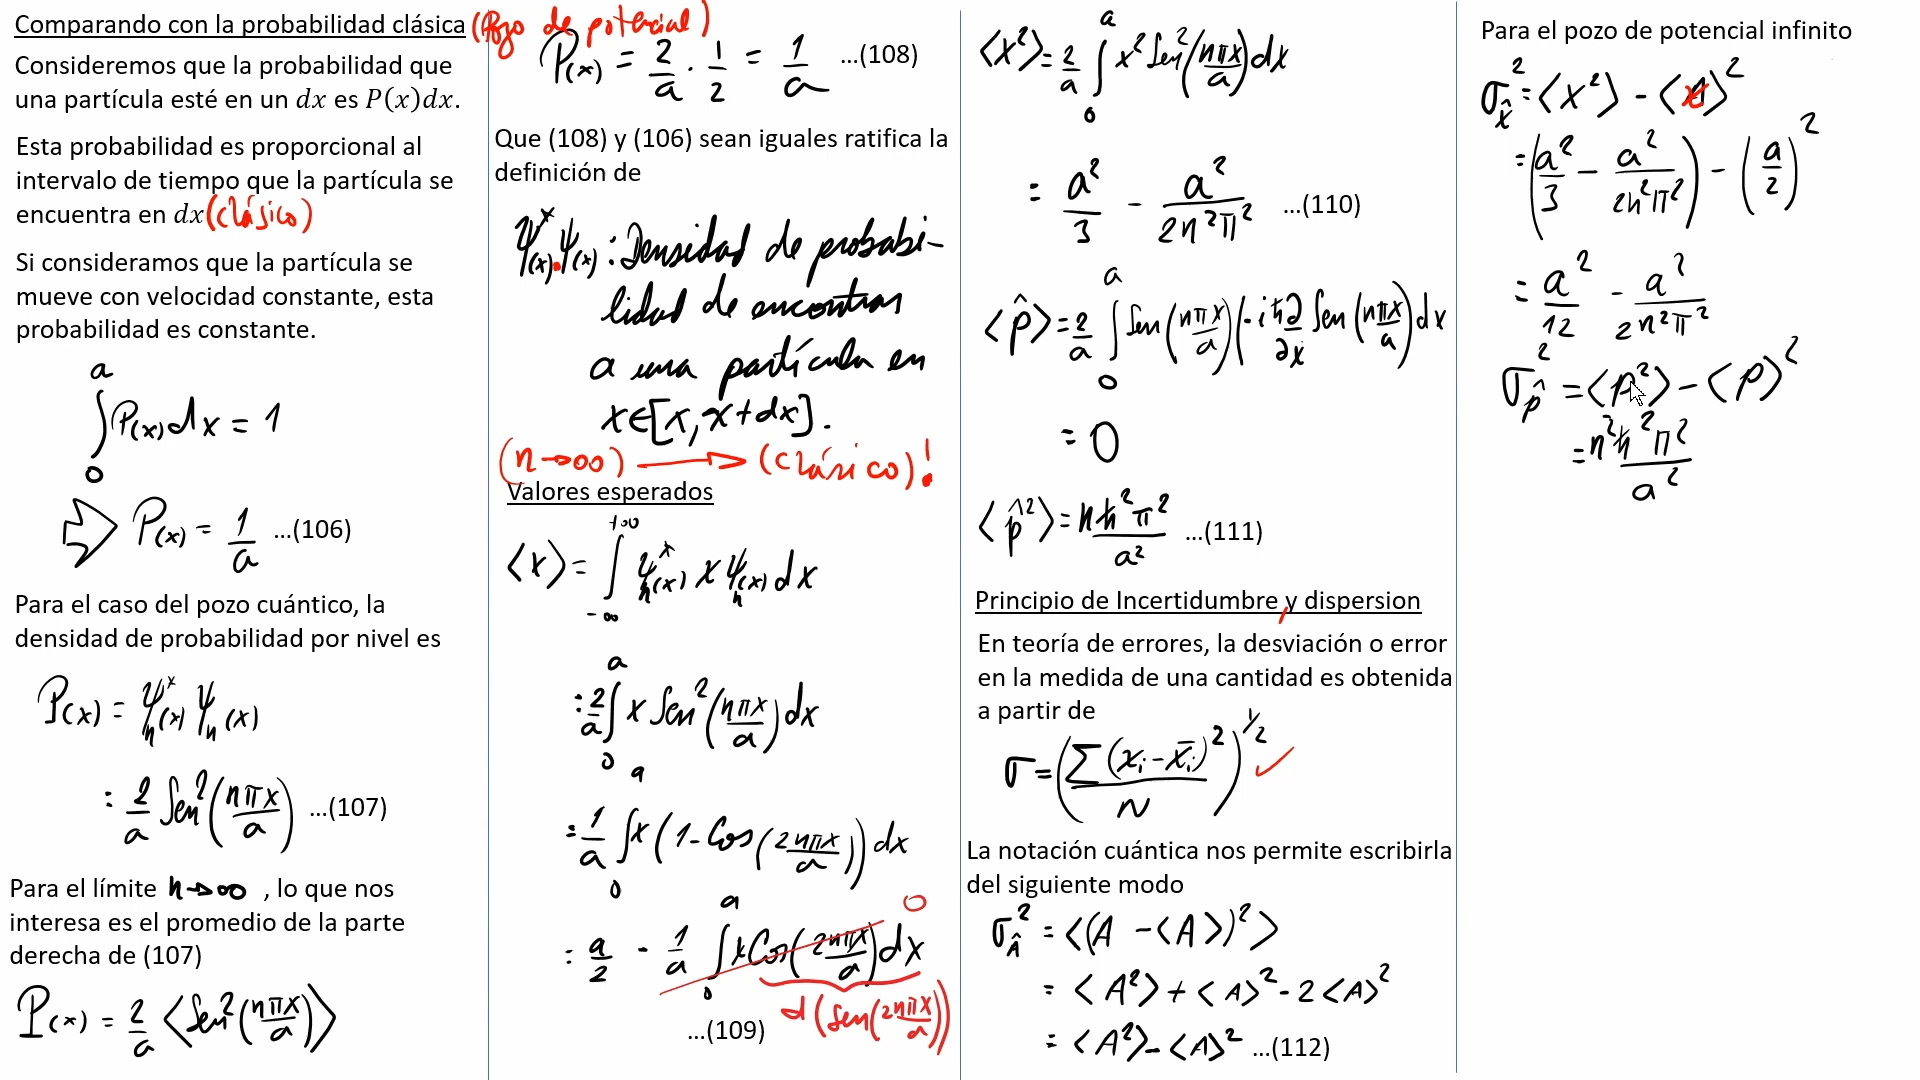 Comparando con la probabilidad clásica (Pozo de potencial)
Consideremos que la probabilidad que
una partícula esté en un dx es P(x)dx.
Esta probabilidad es proporcional al
intervalo de tiempo que la partícula se
encuentra en dx (clásico)
Si consideramos que la partícula se
mueve con velocidad constante, esta
probabilidad es constante.
∫₀ᵃ P(x) dx = 1
⇒ P(x) = 1/a ...(106)
Para el caso del pozo cuántico, la
densidad de probabilidad por nivel es
P(x) = ψₙ*(x) ψₙ(x)
= 2/a Sen²(nπx/a) ...(107)
Para el límite n→∞ , lo que nos
interesa es el promedio de la parte
derecha de (107)
P(x) = 2/a ⟨Sen²(nπx/a)⟩
P(x) = 2/a · 1/2 = 1/a ...(108)
Que (108) y (106) sean iguales ratifica la
definición de
ψ*(x)·ψ(x) : Densidad de probabi-
lidad de encontrar
a una partícula en
x∈[x, x+dx].
(n→∞) → (clásico)!
Valores esperados
⟨x⟩ = ∫₋∞⁺∞ ψₙ*(x) x ψₙ(x) dx
= 2/a ∫₀ᵃ x Sen²(nπx/a) dx
= 1/a ∫₀ᵃ x (1 - Cos(2nπx/a)) dx
= a/2 - 1/a ∫₀ᵃ x Cos(2nπx/a) dx 0
...(109) d(Sen(2nπx/a))
⟨x²⟩ = 2/a ∫₀ᵃ x² Sen²(nπx/a) dx
= a²/3 - a²/2n²π² ...(110)
⟨p̂⟩ = 2/a ∫₀ᵃ Sen(nπx/a) (-iħ ∂/∂x Sen(nπx/a)) dx
= 0
⟨p̂²⟩ = nħ²π²/a² ...(111)
Principio de Incertidumbre, y dispersion
En teoría de errores, la desviación o error
en la medida de una cantidad es obtenida
a partir de
σ = (∑(xᵢ - x̄ᵢ)²/N)^1/2 ✓
La notación cuántica nos permite escribirla
del siguiente modo
σ²_Â = ⟨(A - ⟨A⟩)²⟩
= ⟨A²⟩ + ⟨A⟩² - 2⟨A⟩²
= ⟨A²⟩ - ⟨A⟩² ...(112)
Para el pozo de potencial infinito
σ²_x̂ = ⟨x²⟩ - ⟨x⟩²
= (a²/3 - a²/2n²π²) - (a/2)²
= a²/12 - a²/2n²π²
σ²_p̂ = ⟨p²⟩ - ⟨p⟩²
= n²ħ²π²/a²